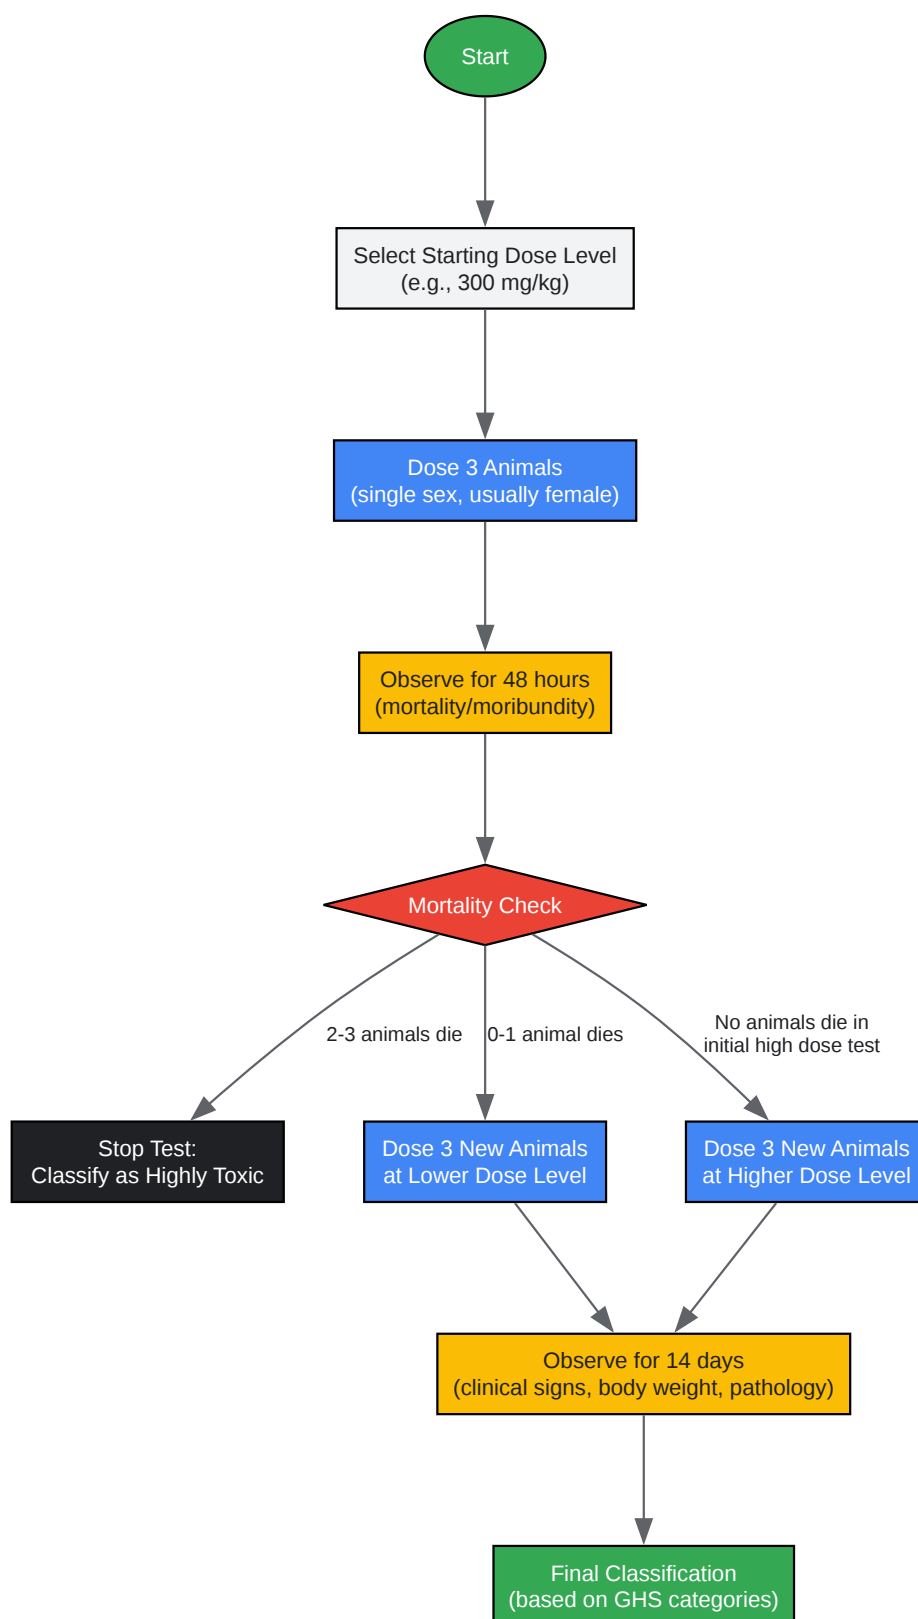 Start
Select Starting Dose Level
(e.g., 300 mg/kg)
Dose 3 Animals
(single sex, usually female)
Observe for 48 hours
(mortality/moribundity)
Mortality Check
2-3 animals die
0-1 animal dies
No animals die in
initial high dose test
Stop Test:
Classify as Highly Toxic
Dose 3 New Animals
at Lower Dose Level
Dose 3 New Animals
at Higher Dose Level
Observe for 14 days
(clinical signs, body weight, pathology)
Final Classification
(based on GHS categories)